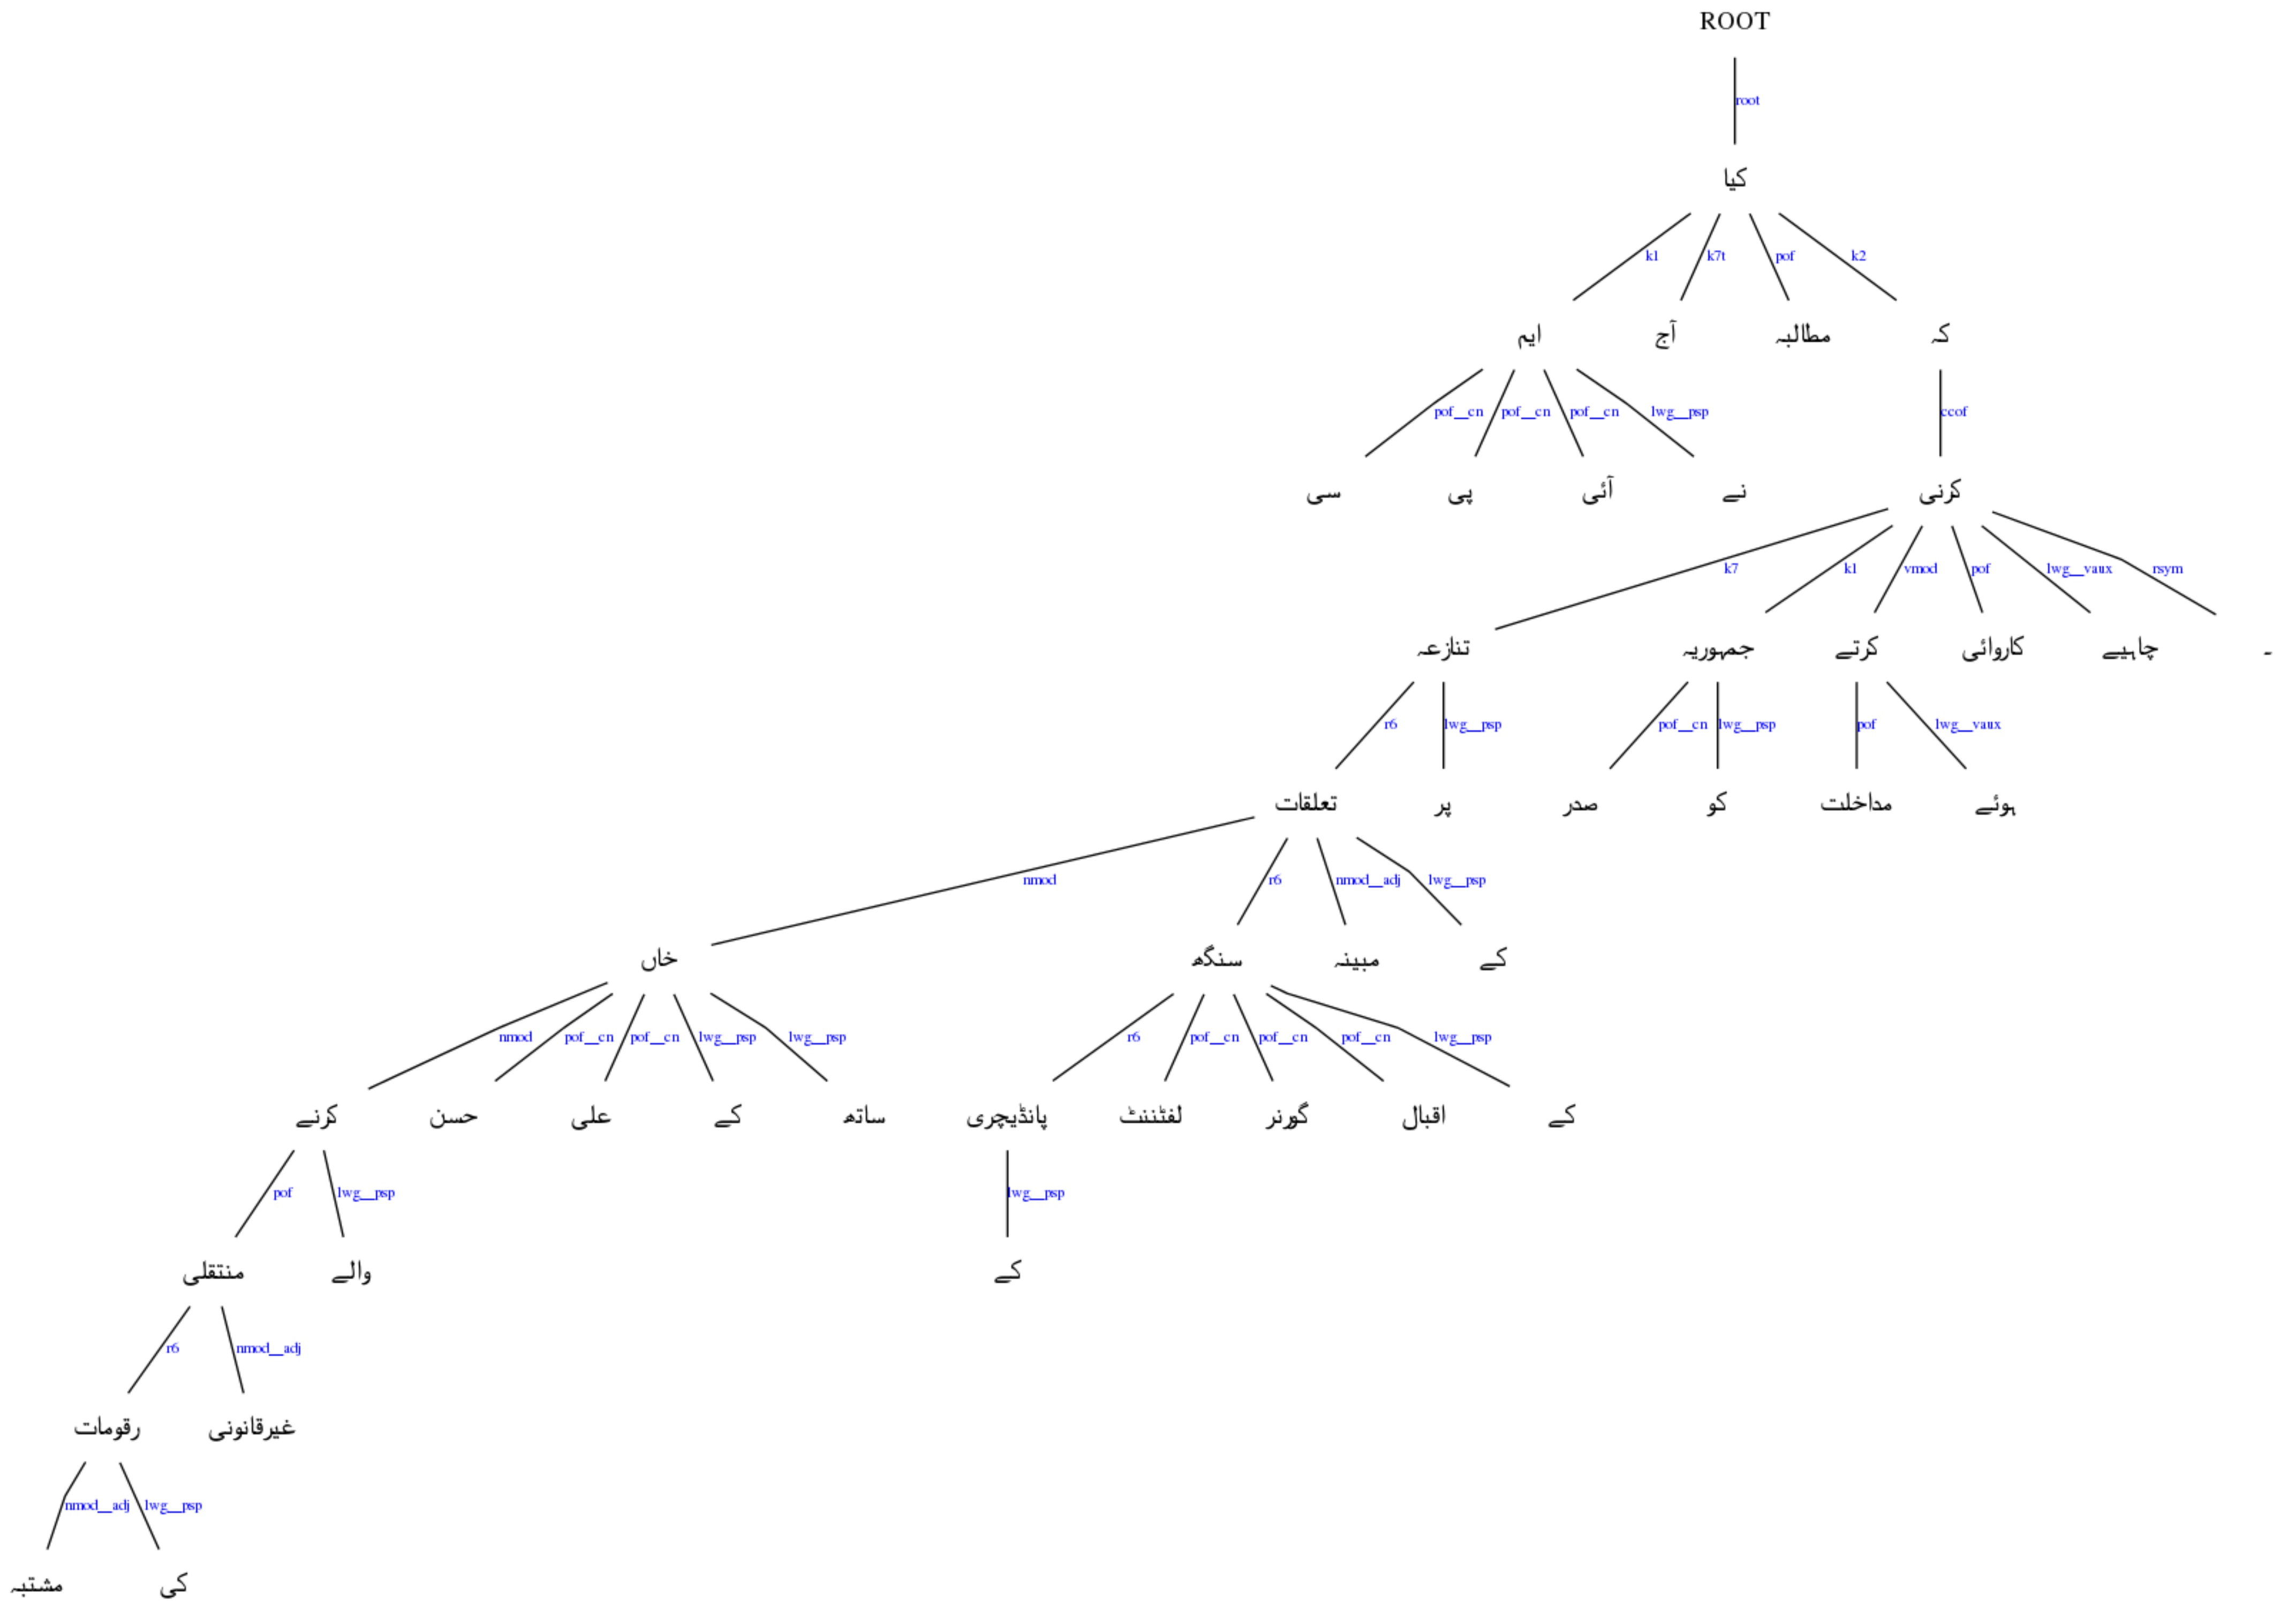 ROOT
root
کیا
k1 k7t pof k2
ایم آج مطالبہ کہ
pof__cn pof__cn pof__cn lwg__psp ccof
سی پی آئی نے کرنی
k7 k1 vmod pof lwg__vaux rsym
تنازعہ جمہوریہ کرتے کاروائی چاہیے ۔
r6 lwg__psp pof__cn lwg__psp pof lwg__vaux
تعلقات پر صدر کو مداخلت ہوئے
nmod r6 nmod__adj lwg__psp
خاں سنگھ مبینہ کے
nmod pof__cn pof__cn lwg__psp lwg__psp r6 pof__cn pof__cn pof__cn lwg__psp
کرنے حسن علی کے ساتھ پانڈیچری لفٹننٹ گورنر اقبال کے
pof lwg__psp lwg__psp
منتقلی والے کے
r6 nmod__adj
رقومات غیرقانونی
nmod__adj lwg__psp
مشتبہ کی